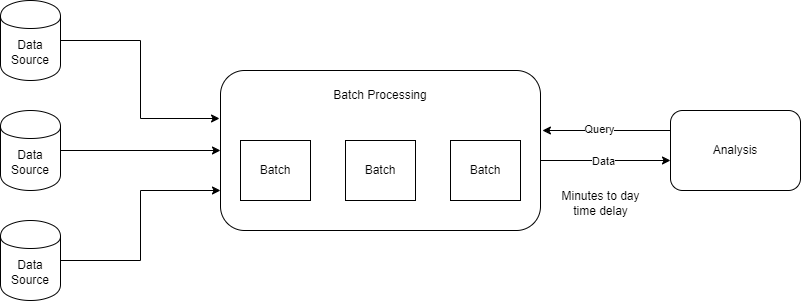 Data
Source
Batch Processing
Query
Data
Source
Batch
Batch
Batch
Data
Analysis
Minutes to day
time delay
Data
Source